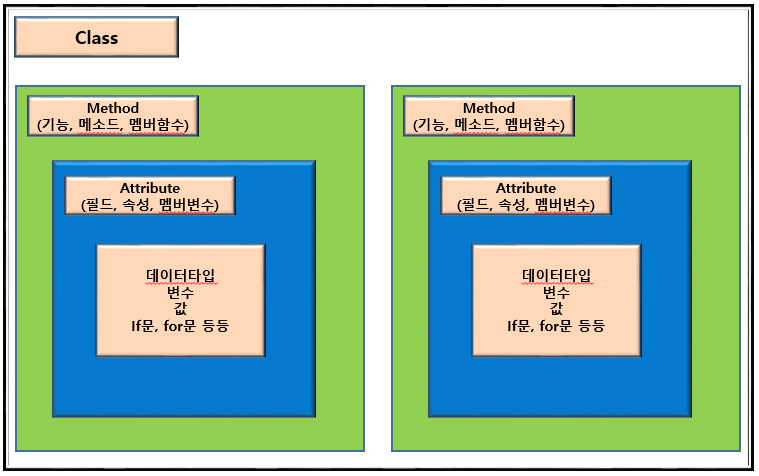 Class
Method
(기능, 메소드, 멤버함수)
Attribute
(필드, 속성, 멤버변수)
데이터타입
변수
값
If문, for문 등등
Method
(기능, 메소드, 멤버함수)
Attribute
(필드, 속성, 멤버변수)
데이터타입
변수
값
If문, for문 등등